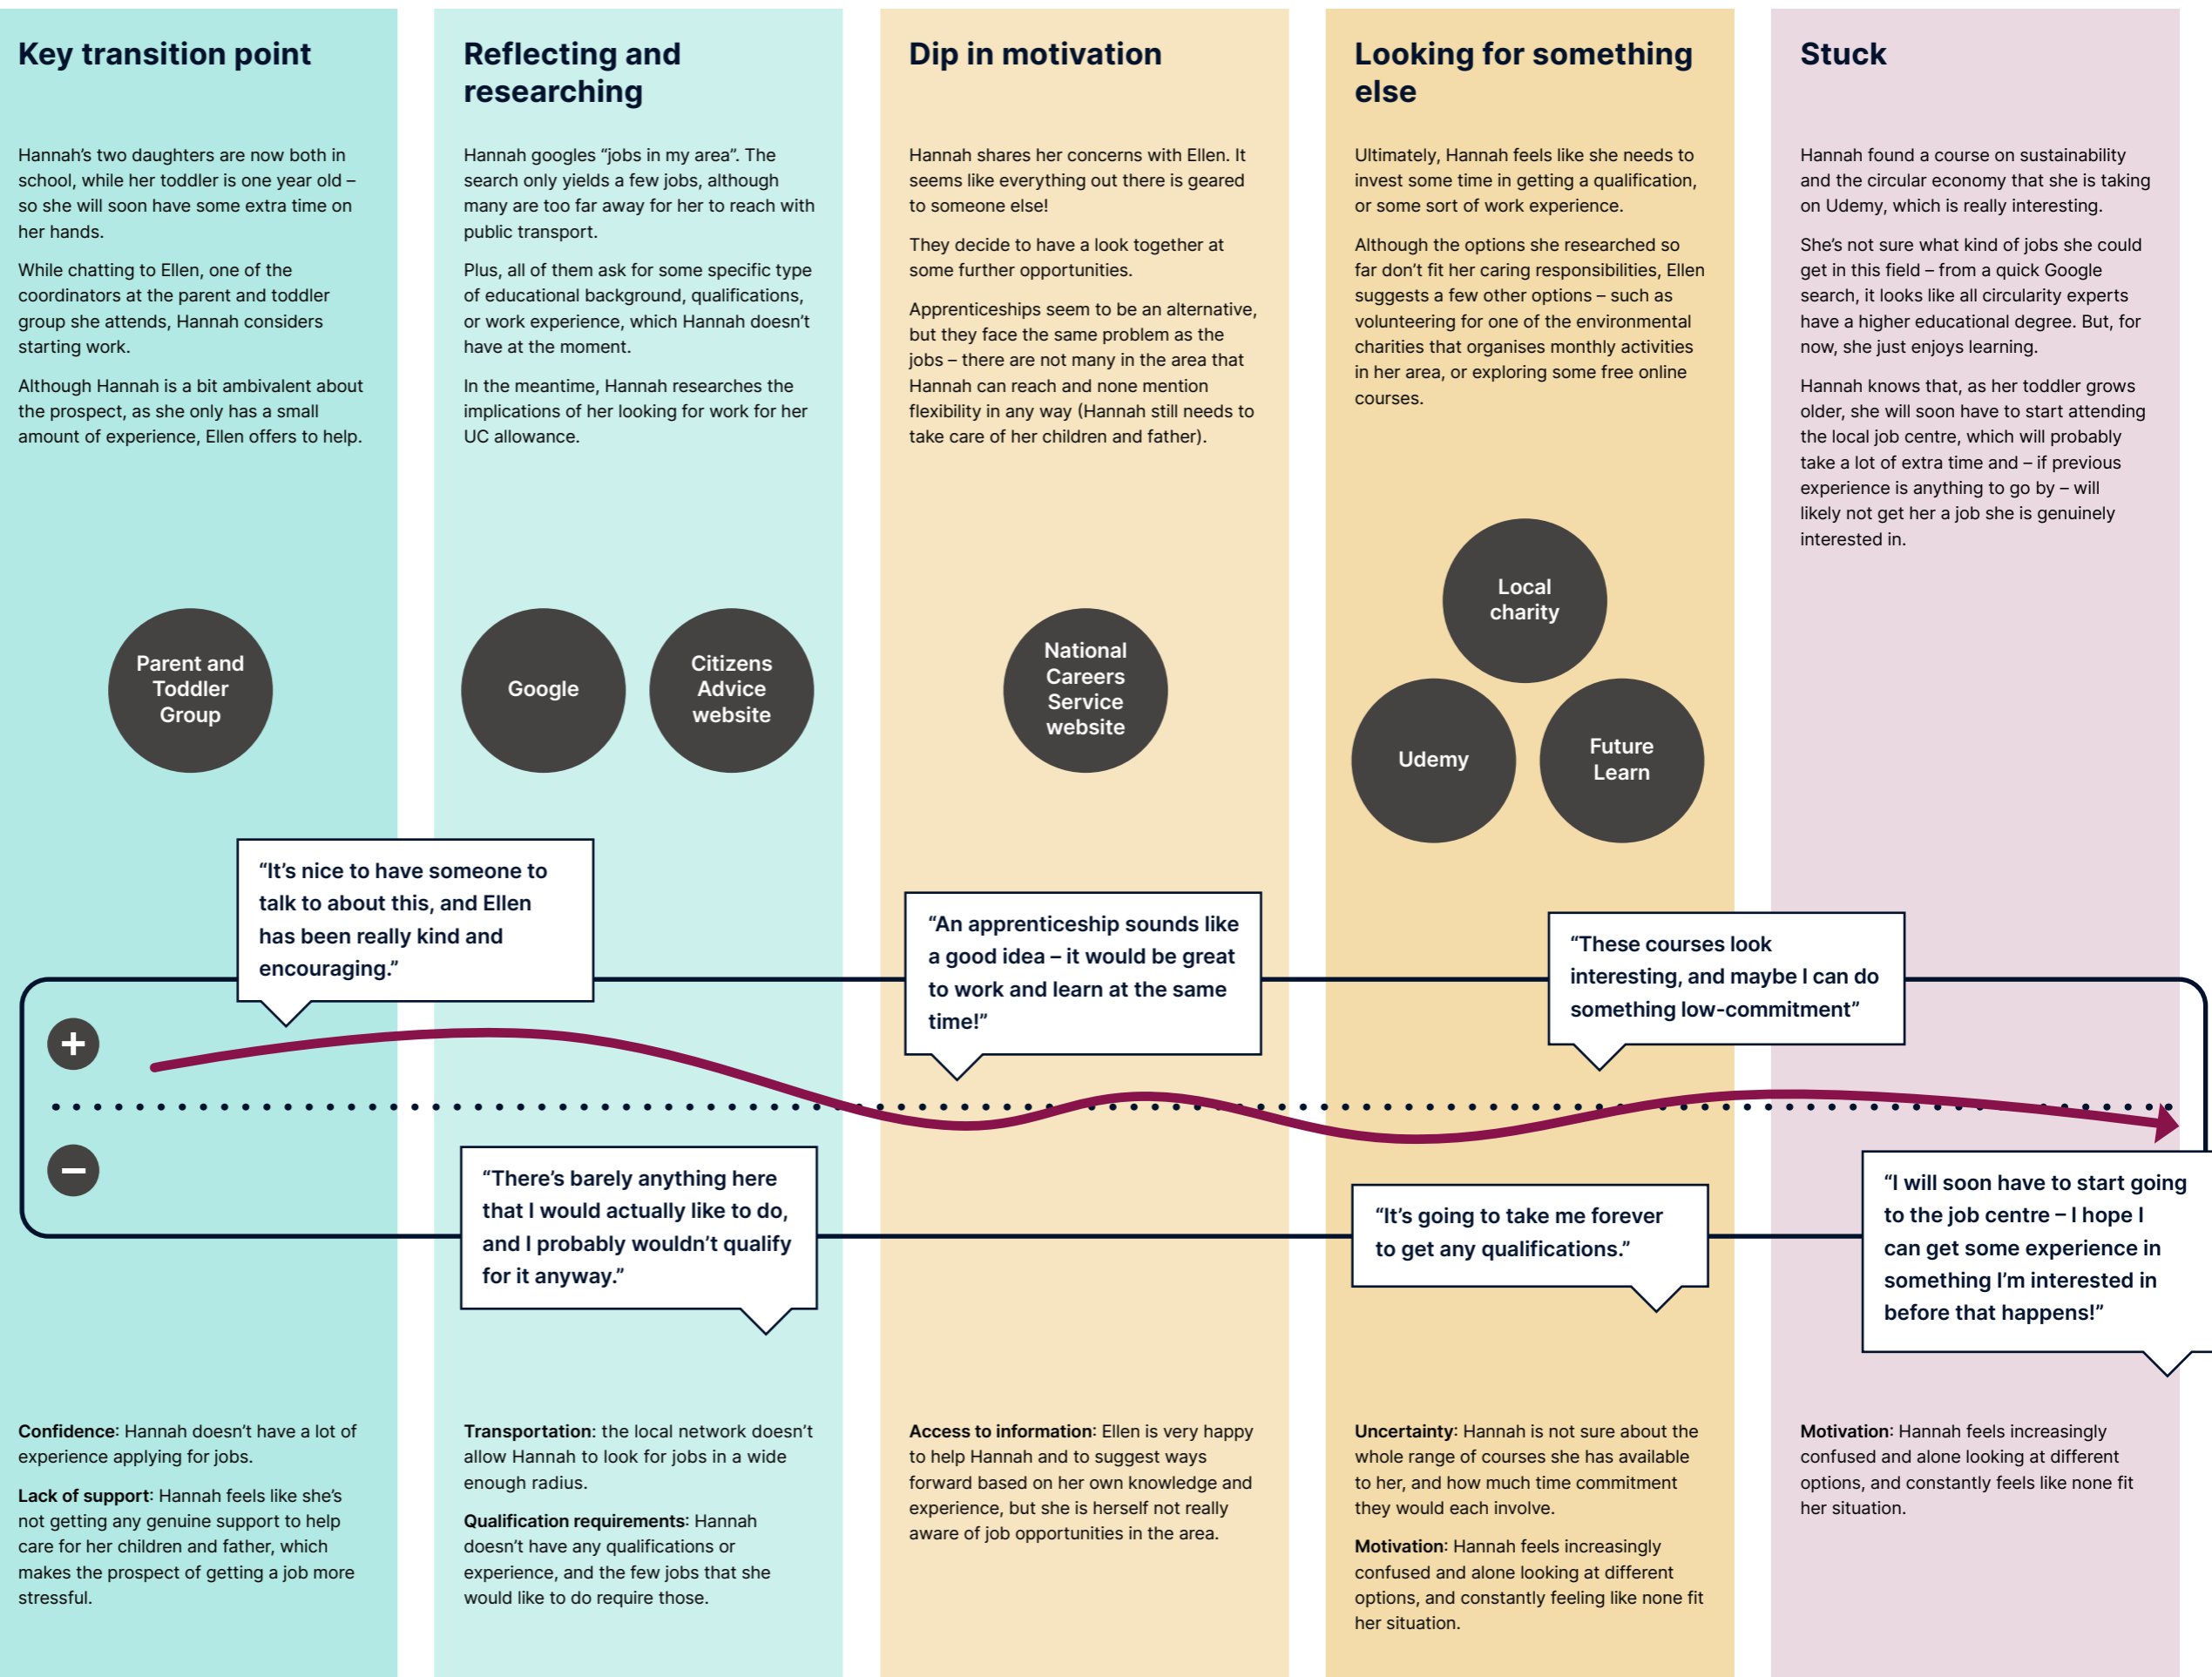 Key transition point
Hannah’s two daughters are now both in
school, while her toddler is one year old –
so she will soon have some extra time on
her hands.
While chatting to Ellen, one of the
coordinators at the parent and toddler
group she attends, Hannah considers
starting work.
Although Hannah is a bit ambivalent about
the prospect, as she only has a small
amount of experience, Ellen offers to help.
Reflecting and
researching
Hannah googles “jobs in my area”. The
search only yields a few jobs, although
many are too far away for her to reach with
public transport.
Plus, all of them ask for some specific type
of educational background, qualifications,
or work experience, which Hannah doesn’t
have at the moment.
In the meantime, Hannah researches the
implications of her looking for work for her
UC allowance.
Dip in motivation
Hannah shares her concerns with Ellen. It
seems like everything out there is geared
to someone else!
They decide to have a look together at
some further opportunities.
Apprenticeships seem to be an alternative,
but they face the same problem as the
jobs – there are not many in the area that
Hannah can reach and none mention
flexibility in any way (Hannah still needs to
take care of her children and father).
Looking for something
else
Ultimately, Hannah feels like she needs to
invest some time in getting a qualification,
or some sort of work experience.
Although the options she researched so
far don’t fit her caring responsibilities, Ellen
suggests a few other options – such as
volunteering for one of the environmental
charities that organises monthly activities
in her area, or exploring some free online
courses.
Stuck
Hannah found a course on sustainability
and the circular economy that she is taking
on Udemy, which is really interesting.
She’s not sure what kind of jobs she could
get in this field – from a quick Google
search, it looks like all circularity experts
have a higher educational degree. But, for
now, she just enjoys learning.
Hannah knows that, as her toddler grows
older, she will soon have to start attending
the local job centre, which will probably
take a lot of extra time and – if previous
experience is anything to go by – will
likely not get her a job she is genuinely
interested in.
Parent and
Toddler
Group
Google
Citizens
Advice
website
National
Careers
Service
website
Local
charity
Udemy
Future
Learn
“It’s nice to have someone to
talk to about this, and Ellen
has been really kind and
encouraging.”
“An apprenticeship sounds like
a good idea – it would be great
to work and learn at the same
time!”
“These courses look
interesting, and maybe I can do
something low-commitment”
+
–
“There’s barely anything here
that I would actually like to do,
and I probably wouldn’t qualify
for it anyway.”
“It’s going to take me forever
to get any qualifications.”
“I will soon have to start going
to the job centre – I hope I
can get some experience in
something I’m interested in
before that happens!”
Confidence: Hannah doesn’t have a lot of
experience applying for jobs.
Lack of support: Hannah feels like she’s
not getting any genuine support to help
care for her children and father, which
makes the prospect of getting a job more
stressful.
Transportation: the local network doesn’t
allow Hannah to look for jobs in a wide
enough radius.
Qualification requirements: Hannah
doesn’t have any qualifications or
experience, and the few jobs that she
would like to do require those.
Access to information: Ellen is very happy
to help Hannah and to suggest ways
forward based on her own knowledge and
experience, but she is herself not really
aware of job opportunities in the area.
Uncertainty: Hannah is not sure about the
whole range of courses she has available
to her, and how much time commitment
they would each involve.
Motivation: Hannah feels increasingly
confused and alone looking at different
options, and constantly feeling like none fit
her situation.
Motivation: Hannah feels increasingly
confused and alone looking at different
options, and constantly feels like none fit
her situation.